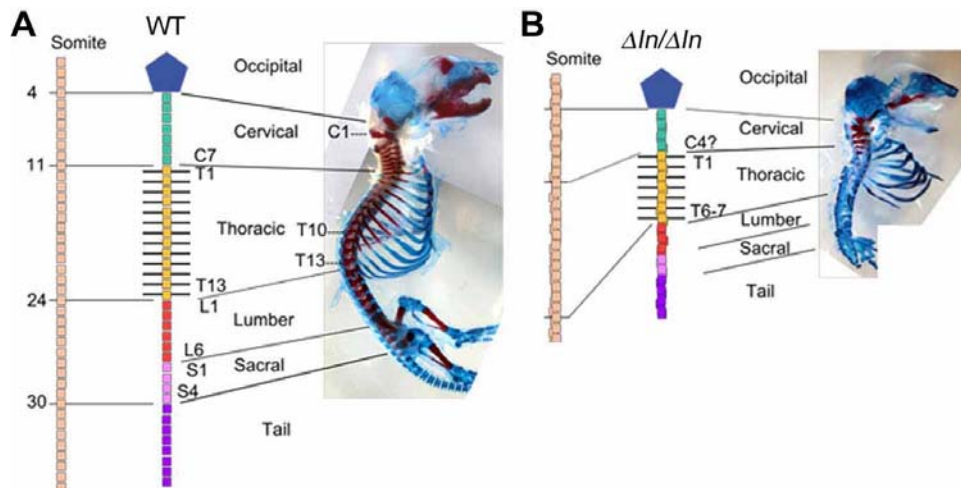 A
WT
Somite
4
11
24
30
Occipital
Cervical
C1
C7
T1
Thoracic
T10
T13
T13
L1
Lumber
L6
S1
Sacral
S4
Tail
B
ΔIn/ΔIn
Somite
Occipital
Cervical
C4?
T1
Thoracic
T6-7
Lumber
Sacral
Tail